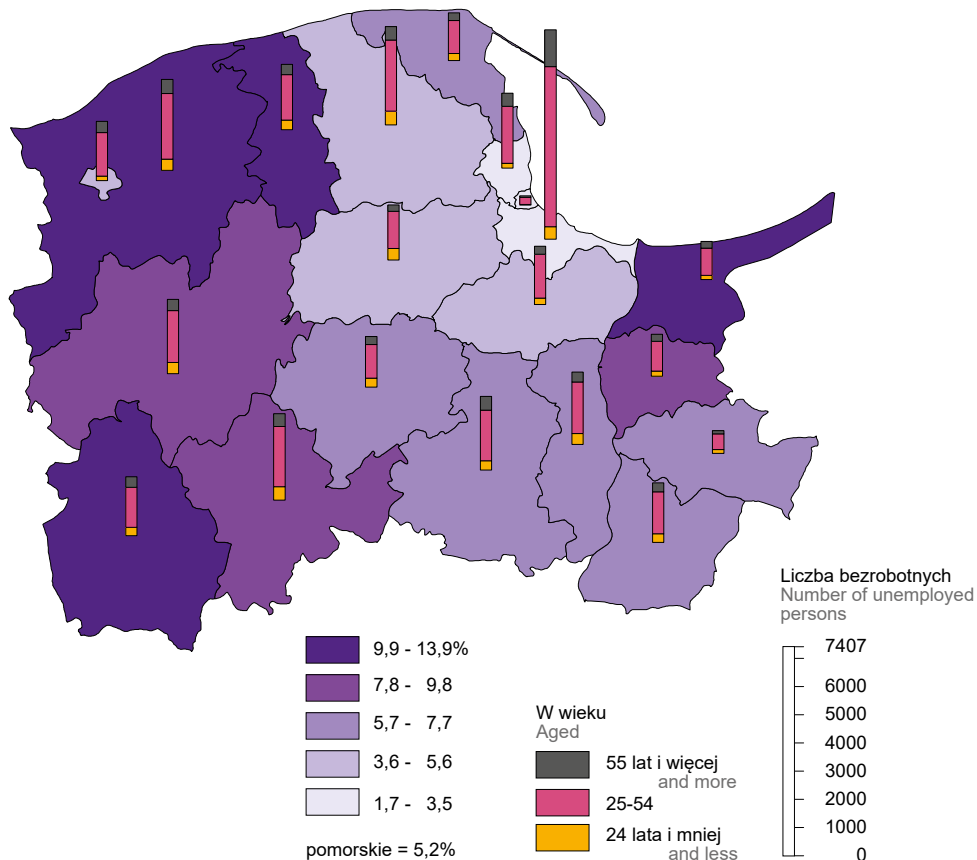 9,9 - 13,9%
7,8 - 9,8
5,7 - 7,7
3,6 - 5,6
1,7 - 3,5
pomorskie = 5,2%
W wieku
Aged
55 lat i więcej
and more
25-54
24 lata i mniej
and less
Liczba bezrobotnych
Number of unemployed
persons
7407
6000
5000
4000
3000
2000
1000
0